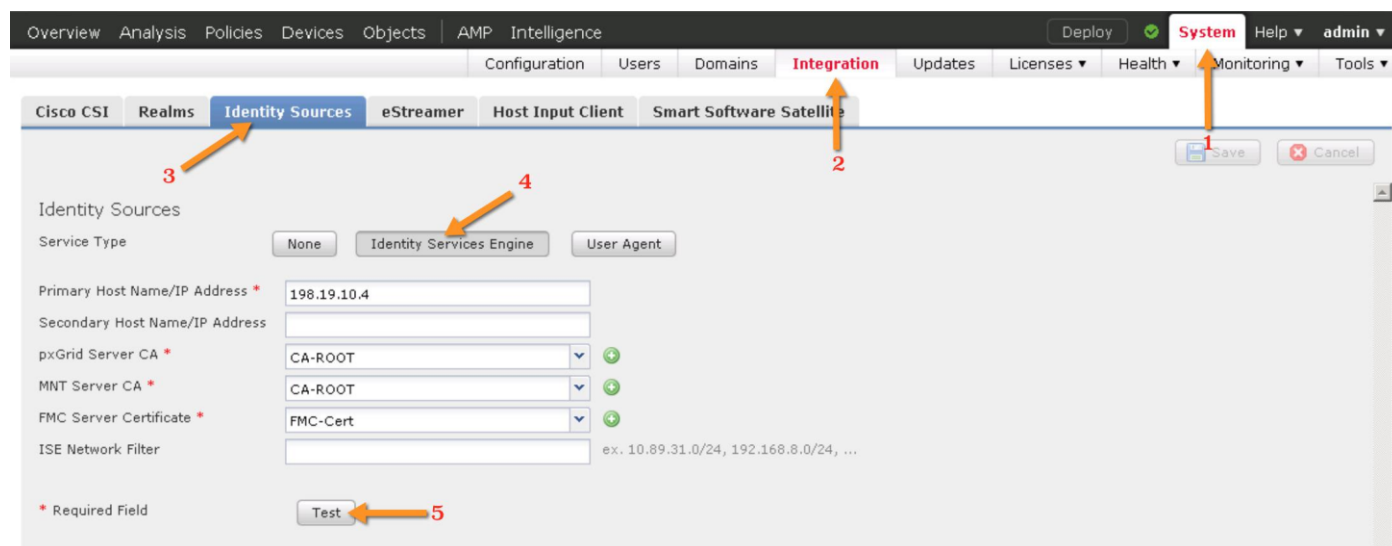 Overview Analysis Policies Devices Objects AMP Intelligence Deploy System Help ▾ admin ▾
Configuration Users Domains Integration Updates Licenses ▾ Health ▾ Monitoring ▾ Tools ▾
Cisco CSI Realms Identity Sources eStreamer Host Input Client Smart Software Satellite
1
Save Cancel
2
3
4
Identity Sources
Service Type None Identity Services Engine User Agent
Primary Host Name/IP Address * 198.19.10.4
Secondary Host Name/IP Address
pxGrid Server CA * CA-ROOT
MNT Server CA * CA-ROOT
FMC Server Certificate * FMC-Cert
ISE Network Filter ex. 10.89.31.0/24, 192.168.8.0/24, ...
* Required Field Test 5